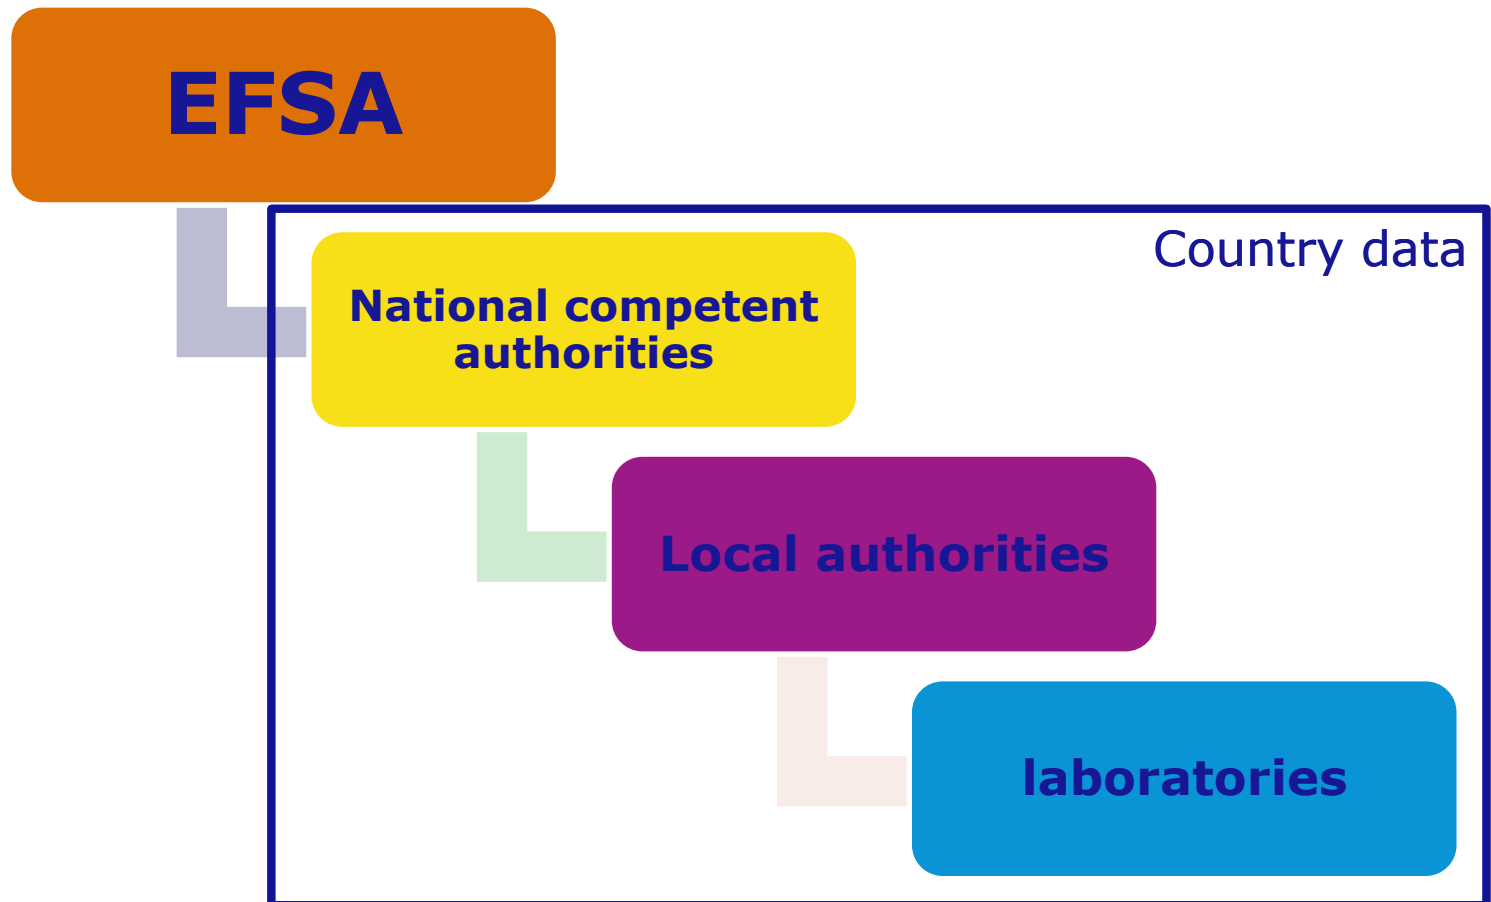 EFSA
Country data
National competent
authorities
Local authorities
laboratories